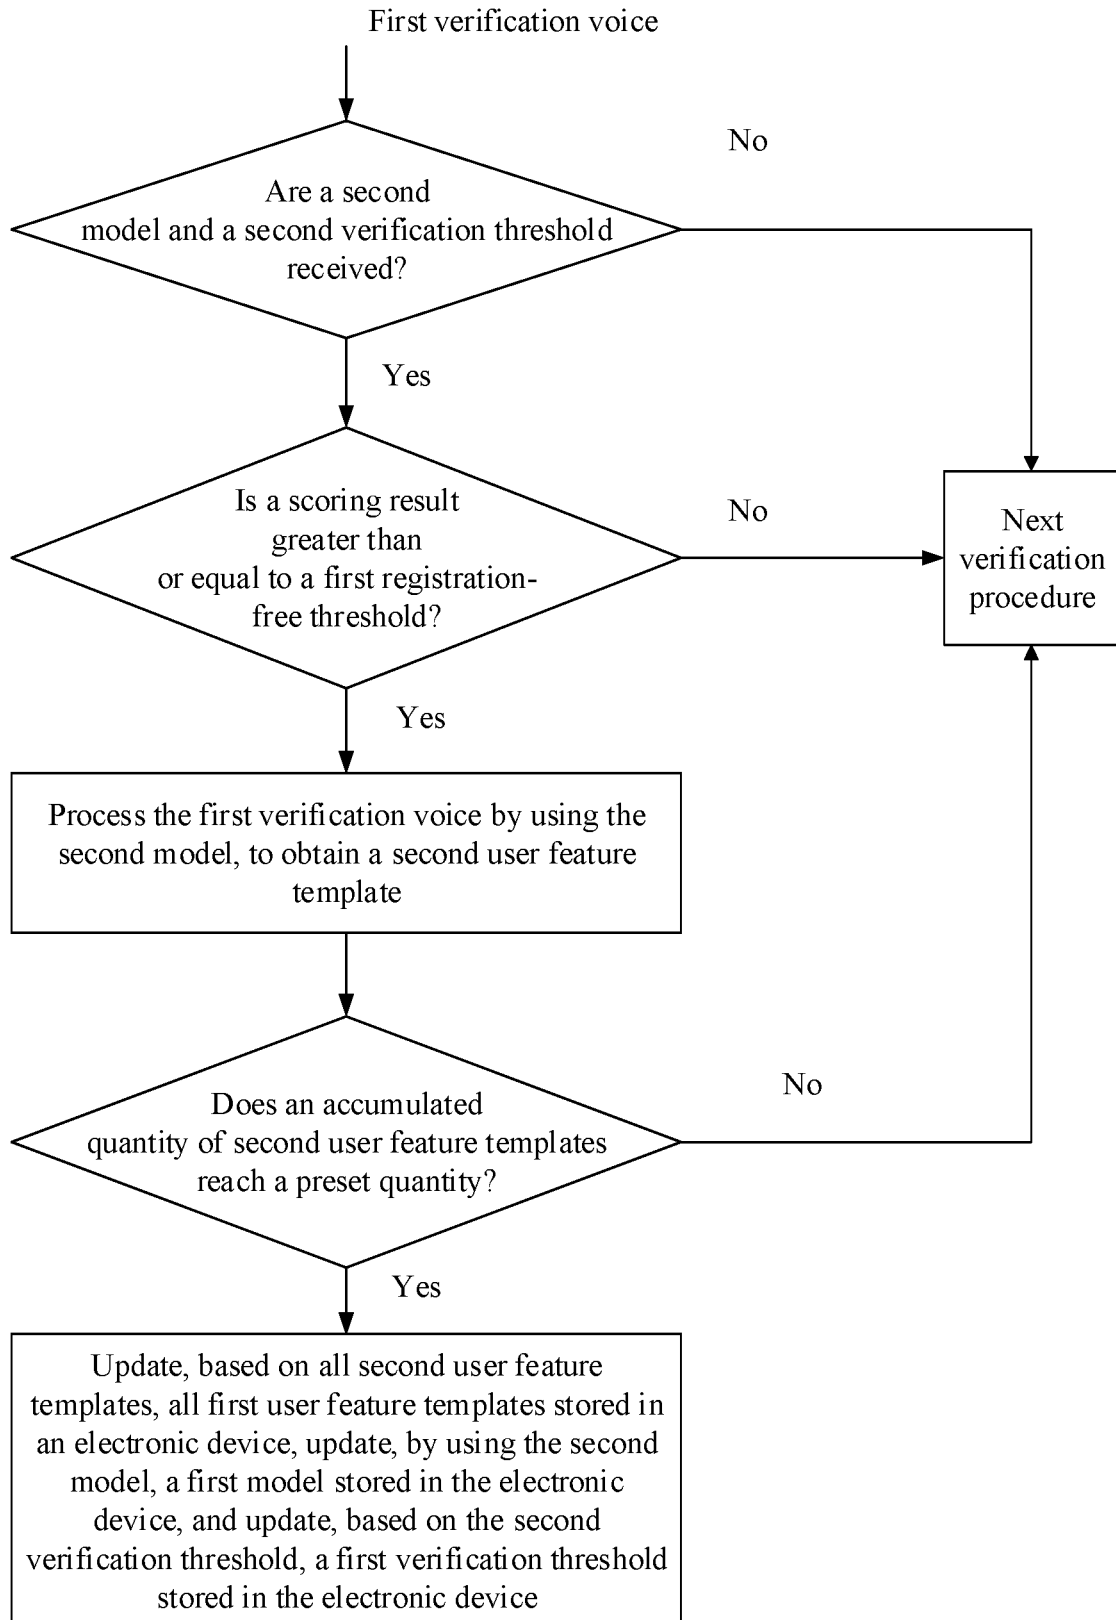 First verification voice
No
Are a second
model and a second verification threshold
received?
Yes
Is a scoring result
greater than
or equal to a first registration-
free threshold?
No
Next
verification
procedure
Yes
Process the first verification voice by using the
second model, to obtain a second user feature
template
Does an accumulated
quantity of second user feature templates
reach a preset quantity?
No
Yes
Update, based on all second user feature
templates, all first user feature templates stored in
an electronic device, update, by using the second
model, a first model stored in the electronic
device, and update, based on the second
verification threshold, a first verification threshold
stored in the electronic device